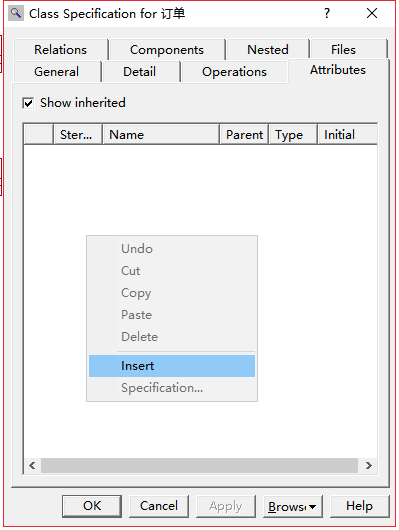 Class Specification for 订单
?
Relations Components Nested Files
General Detail Operations Attributes
Show inherited
Ster... Name Parent Type Initial
Undo
Cut
Copy
Paste
Delete
Insert
Specification...
OK Cancel Apply Browse Help